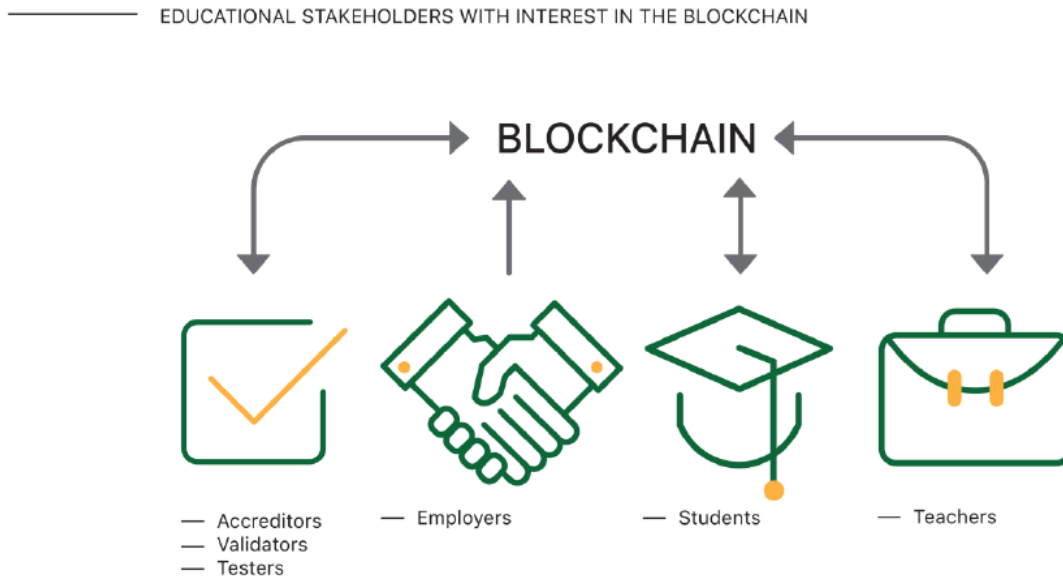 EDUCATIONAL STAKEHOLDERS WITH INTEREST IN THE BLOCKCHAIN
BLOCKCHAIN
— Accreditors
— Validators
— Testers
— Employers
— Students
— Teachers